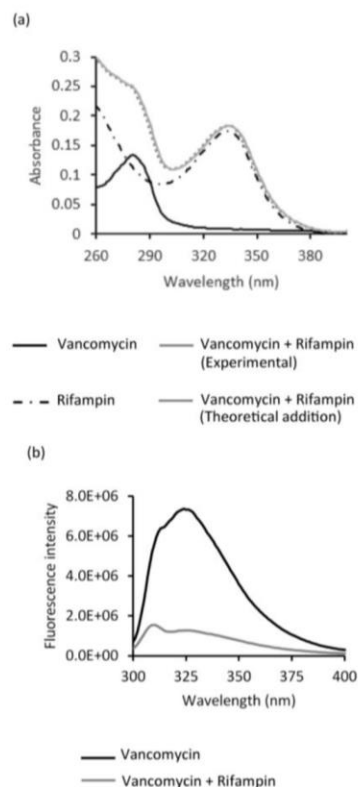 (a)
0.3
0.25
0.2
0.15
0.1
0.05
0
Absorbance
260 290 320 350 380
Wavelength (nm)
Vancomycin
Vancomycin + Rifampin
(Experimental)
Rifampin
Vancomycin + Rifampin
(Theoretical addition)
(b)
8.0E+06
6.0E+06
4.0E+06
2.0E+06
0.0E+00
Fluorescence intensity
300 325 350 375 400
Wavelength (nm)
Vancomycin
Vancomycin + Rifampin